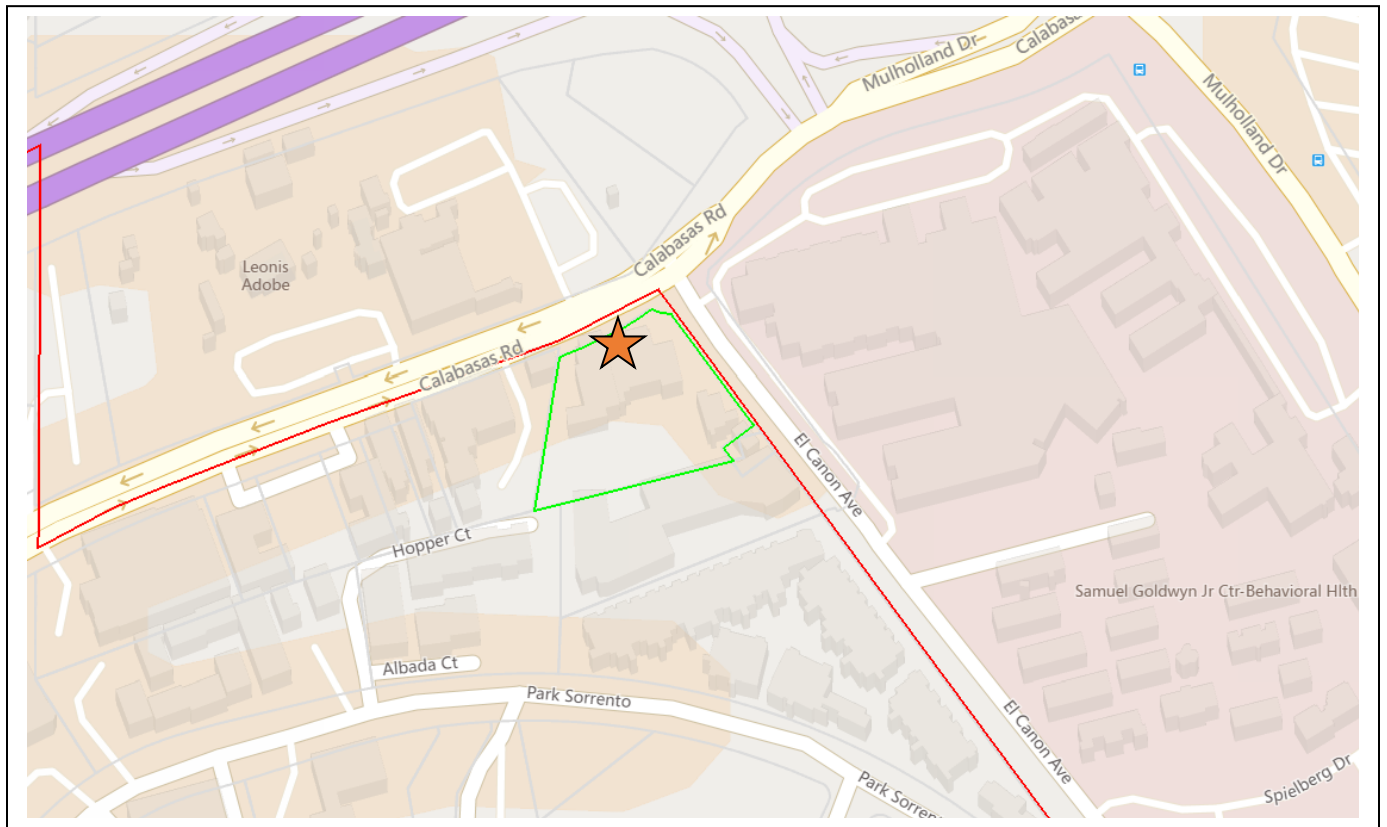 Mulholland Dr
Calabasas
Mulholland Dr
Calabasas Rd
Leonis
Adobe
Calabasas Rd
El Canon Ave
Hopper Ct
Samuel Goldwyn Jr Ctr-Behavioral Hlth
Albada Ct
Park Sorrento
El Canon Ave
Park Sorrento
Spielberg Dr